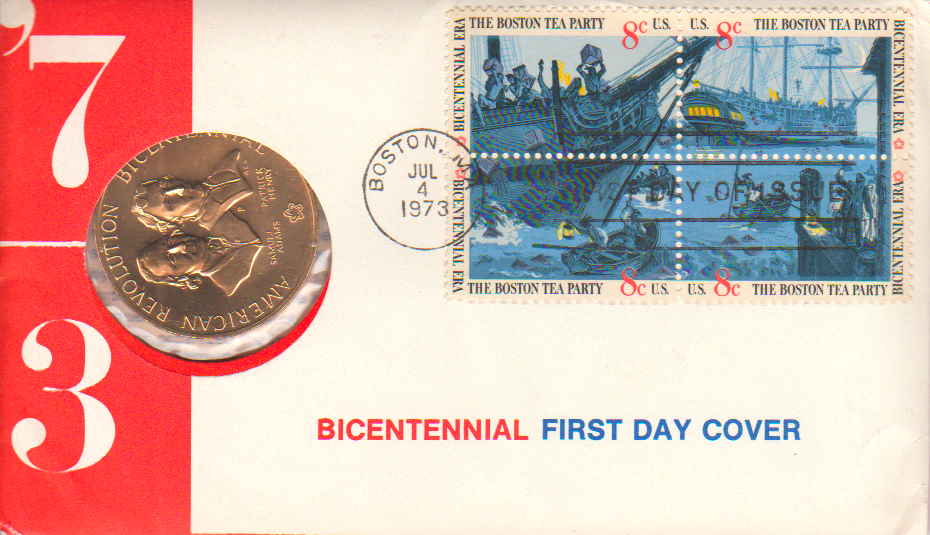 '7
3
AMERICAN REVOLUTION BICENTENNIAL
PATRICK HENRY
SAMUEL ADAMS
THE BOSTON TEA PARTY 8c U.S.
BICENTENNIAL ERA
U.S. 8c THE BOSTON TEA PARTY
BICENTENNIAL ERA
BICENTENNIAL ERA
THE BOSTON TEA PARTY 8c U.S.
U.S. 8c THE BOSTON TEA PARTY
BICENTENNIAL ERA
BOSTON, MA
JUL
4
1973
FIRST DAY OF ISSUE
BICENTENNIAL FIRST DAY COVER